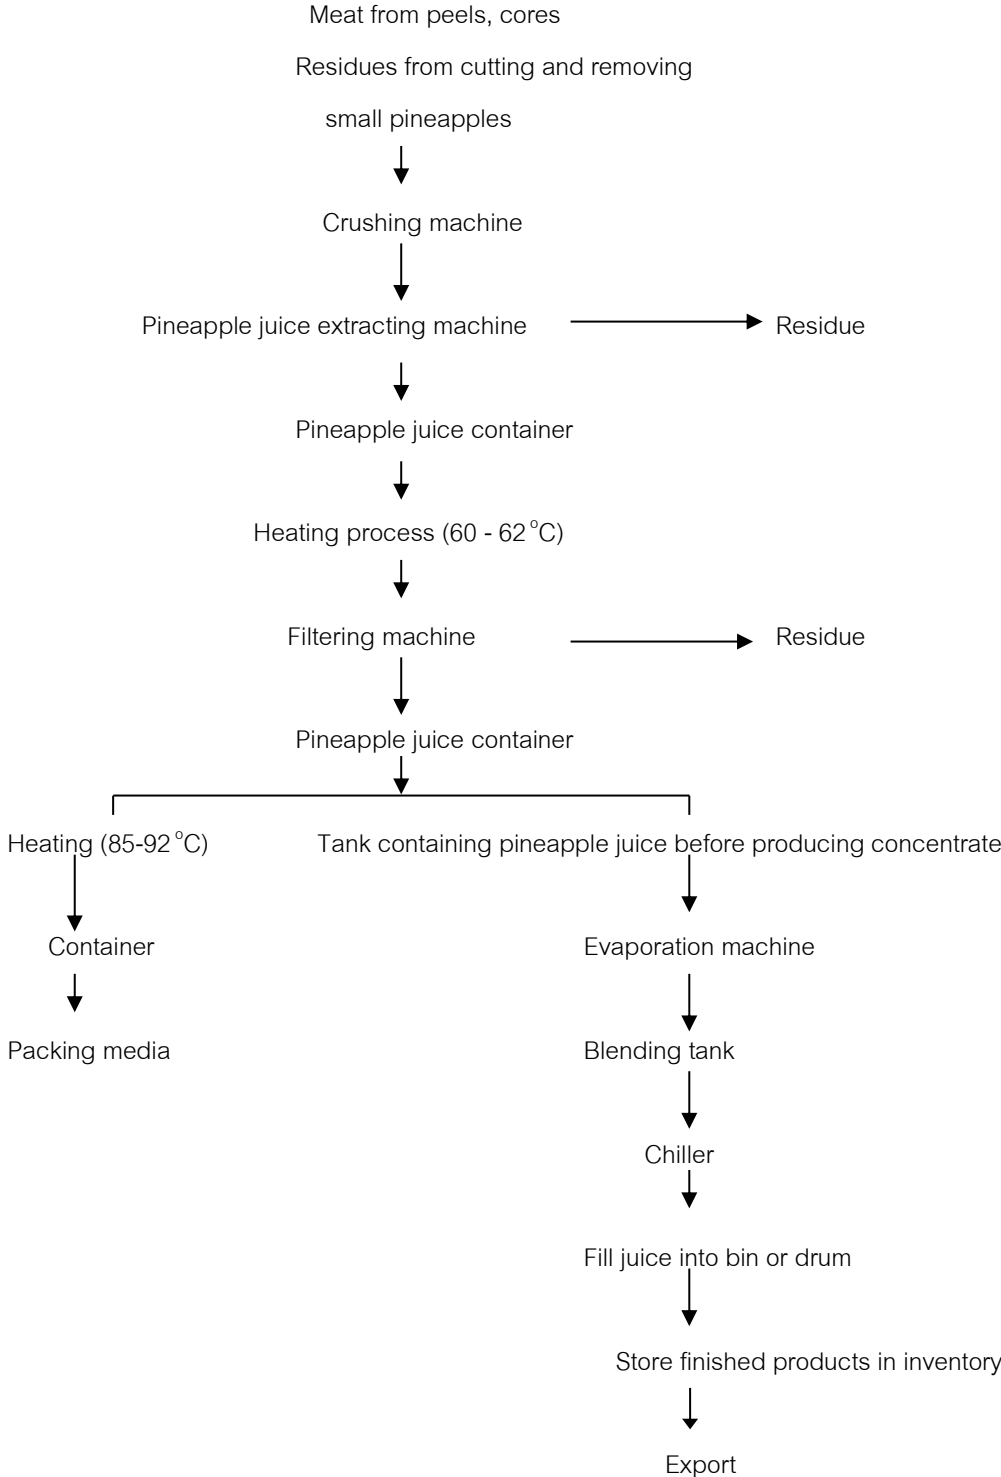 Meat from peels, cores
Residues from cutting and removing
small pineapples
Crushing machine
Pineapple juice extracting machine
Residue
Pineapple juice container
Heating process (60 - 62 °C)
Filtering machine
Residue
Pineapple juice container
Heating (85-92 °C)
Tank containing pineapple juice before producing concentrate
Container
Evaporation machine
Packing media
Blending tank
Chiller
Fill juice into bin or drum
Store finished products in inventory
Export